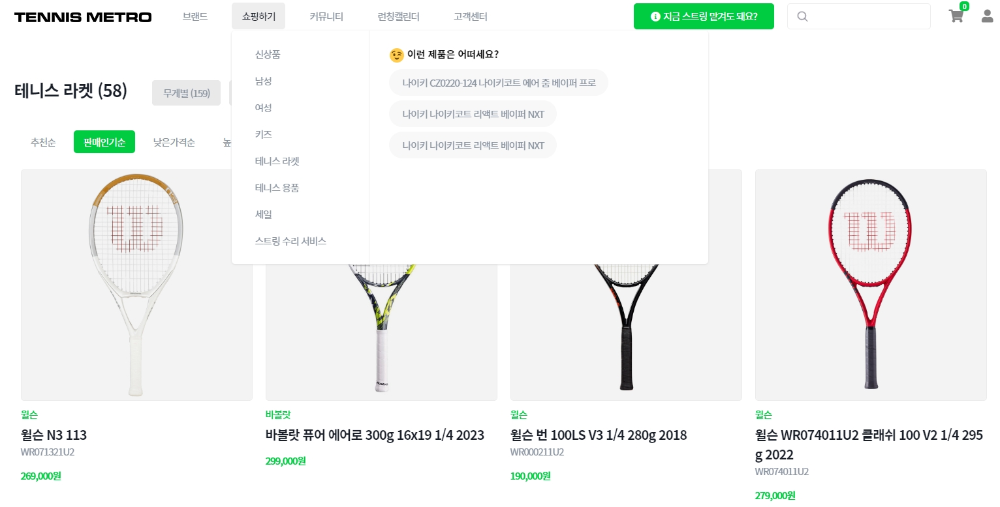 TENNIS METRO
브랜드
쇼핑하기
커뮤니티
런칭캘린더
고객센터
지금 스트링 맡겨도 돼요?
0
신상품
남성
여성
키즈
테니스 라켓
테니스 용품
세일
스트링 수리 서비스
이런 제품은 어떠세요?
나이키 CZ0220-124 나이키코트 에어 줌 베이퍼 프로
나이키 나이키코트 리액트 베이퍼 NXT
나이키 나이키코트 리액트 베이퍼 NXT
테니스 라켓 (58)
무게별 (159)
추천순
판매인기순
낮은가격순
높
윌슨
윌슨 N3 113
WR071321U2
269,000원
바볼랏
바볼랏 퓨어 에어로 300g 16x19 1/4 2023
299,000원
윌슨
윌슨 번 100LS V3 1/4 280g 2018
WR000211U2
190,000원
윌슨
윌슨 WR074011U2 클래쉬 100 V2 1/4 295
g 2022
WR074011U2
279,000원